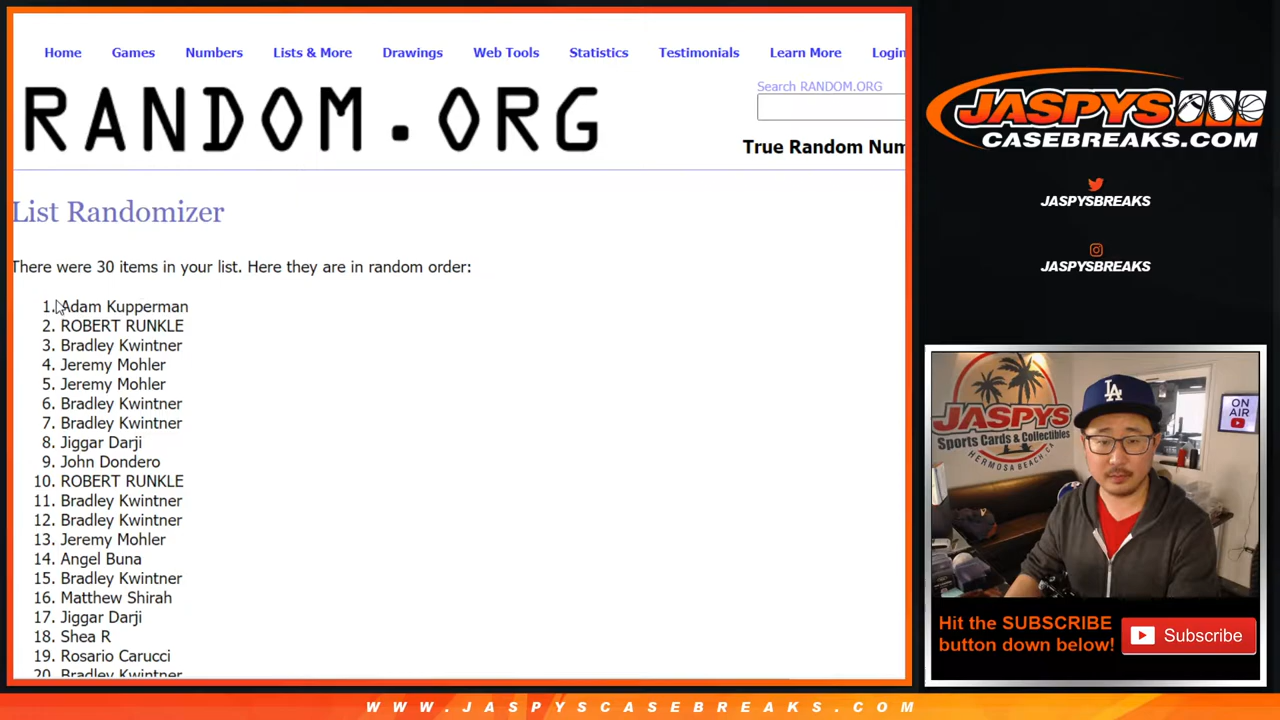 Home Games Numbers Lists & More Drawings Web Tools Statistics Testimonials Learn More Login
Search RANDOM.ORG
RANDOM.ORG
True Random Num
List Randomizer
There were 30 items in your list. Here they are in random order:
1. Adam Kupperman
2. ROBERT RUNKLE
3. Bradley Kwintner
4. Jeremy Mohler
5. Jeremy Mohler
6. Bradley Kwintner
7. Bradley Kwintner
8. Jiggar Darji
9. John Dondero
10. ROBERT RUNKLE
11. Bradley Kwintner
12. Bradley Kwintner
13. Jeremy Mohler
14. Angel Buna
15. Bradley Kwintner
16. Matthew Shirah
17. Jiggar Darji
18. Shea R
19. Rosario Carucci
20. Bradley Kwintner
JASPYS
CASEBREAKS.COM
JASPYSBREAKS
JASPYSBREAKS
JASPYS
Sports Cards & Collectibles
HERMOSA BEACH, CA
LA
ON
AIR
Hit the SUBSCRIBE
button down below!
Subscribe
WWW.JASPYSCASEBREAKS.COM